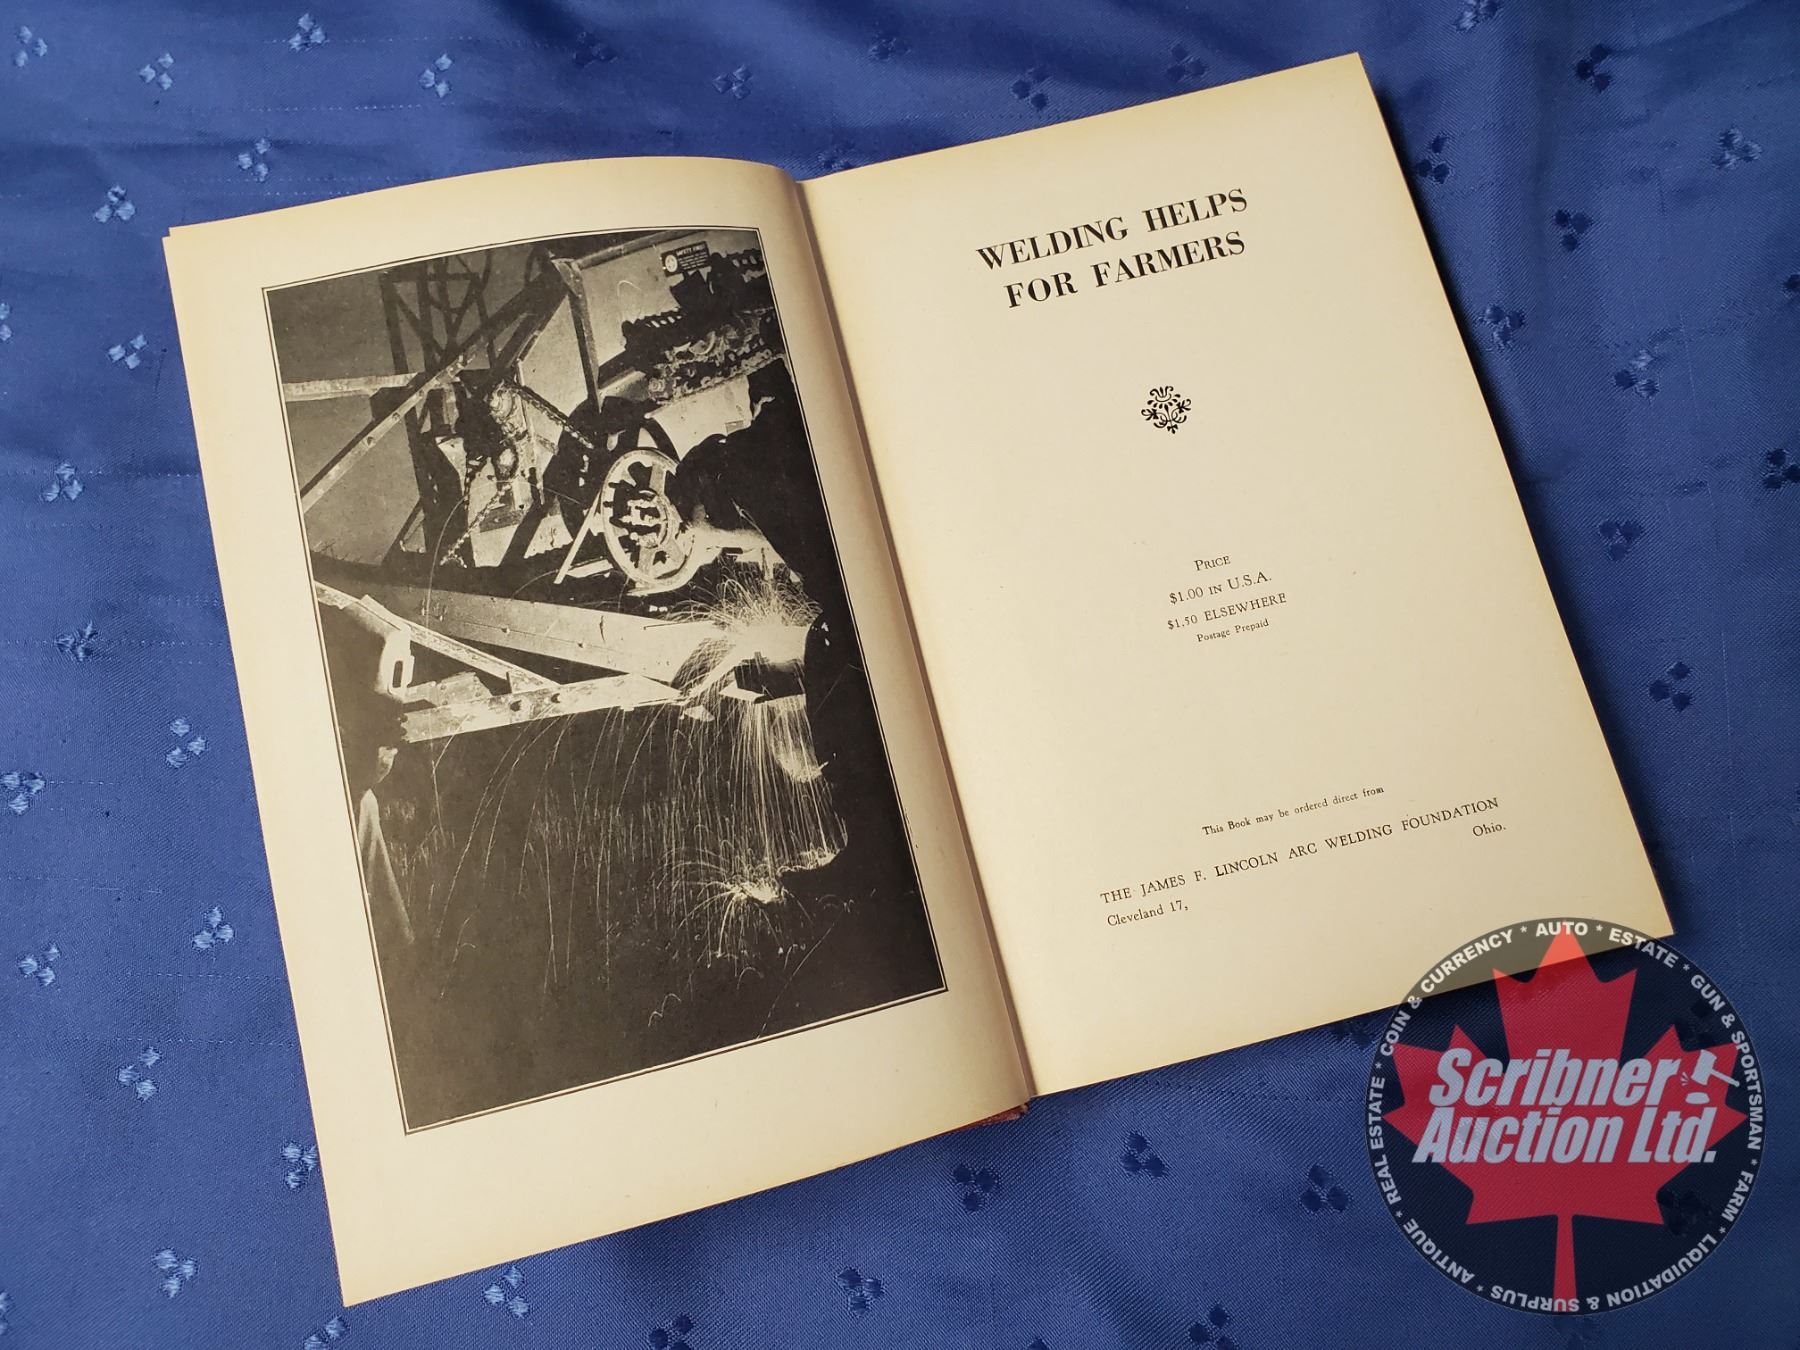 SAFETY FIRST
WELDING HELPS
FOR FARMERS
PRICE
$1.00 IN U.S.A.
$1.50 ELSEWHERE
Postage Prepaid
This Book may be ordered direct from
THE JAMES F. LINCOLN ARC WELDING FOUNDATION
Cleveland 17, Ohio.
Scribner
Auction Ltd.
REAL ESTATE * COIN & CURRENCY * AUTO * ESTATE * GUN & SPORTSMAN * FARM * LIQUIDATION & SURPLUS * ANTIQUE *